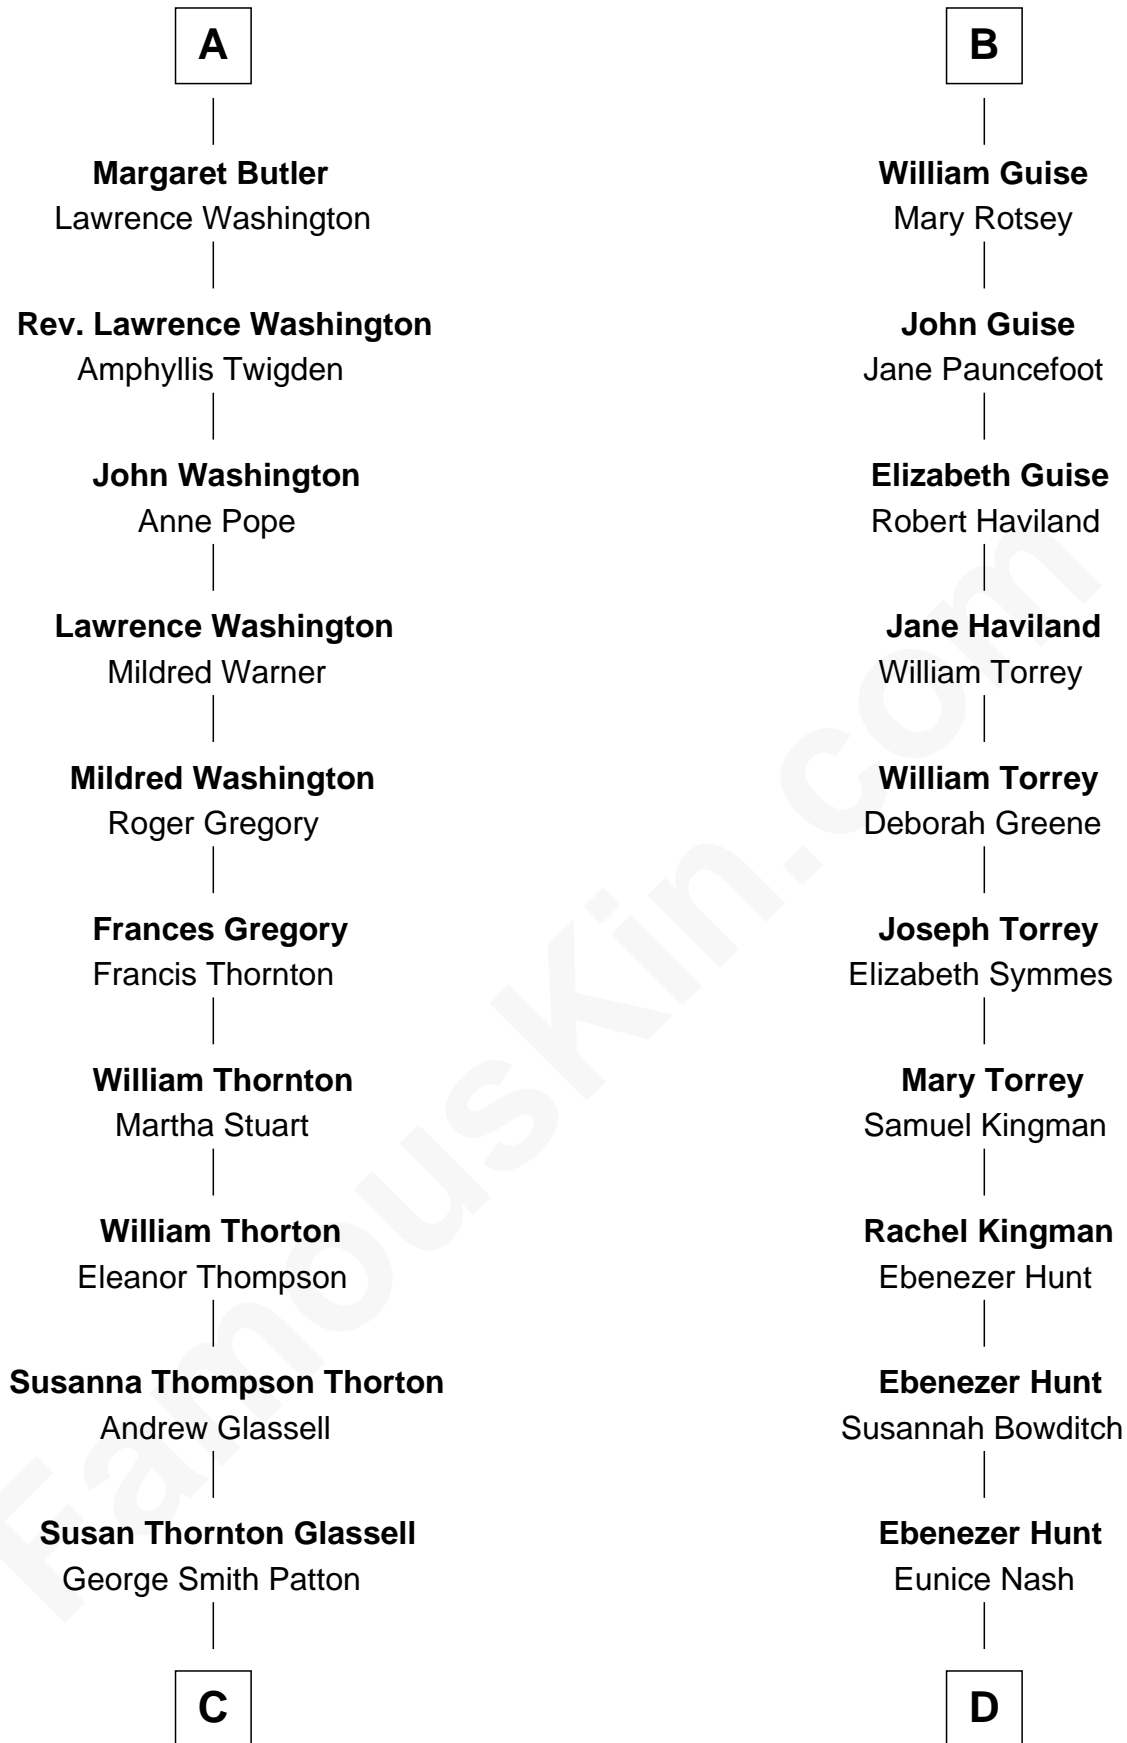 A
Margaret Butler
Lawrence Washington
Rev. Lawrence Washington
Amphyllis Twigden
John Washington
Anne Pope
Lawrence Washington
Mildred Warner
Mildred Washington
Roger Gregory
Frances Gregory
Francis Thornton
William Thornton
Martha Stuart
William Thorton
Eleanor Thompson
Susanna Thompson Thorton
Andrew Glassell
Susan Thornton Glassell
George Smith Patton
C
B
William Guise
Mary Rotsey
John Guise
Jane Pauncefoot
Elizabeth Guise
Robert Haviland
Jane Haviland
William Torrey
William Torrey
Deborah Greene
Joseph Torrey
Elizabeth Symmes
Mary Torrey
Samuel Kingman
Rachel Kingman
Ebenezer Hunt
Ebenezer Hunt
Susannah Bowditch
Ebenezer Hunt
Eunice Nash
D
FamousKin.com